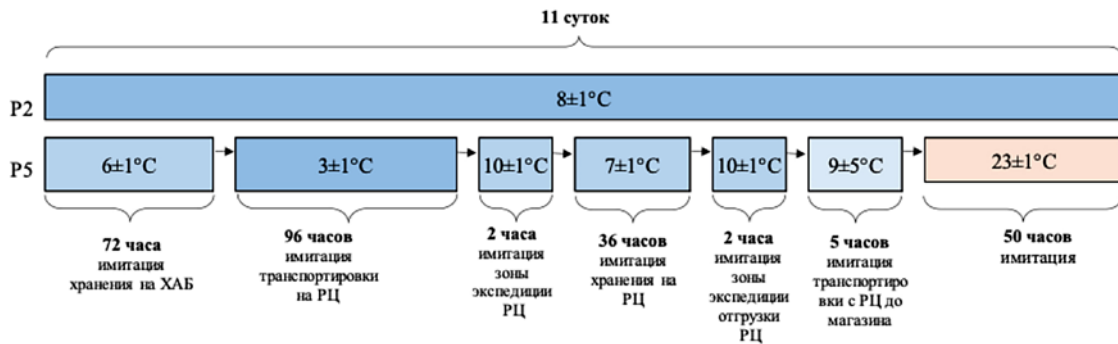 11 суток
P2
8±1°C
P5
6±1°C
3±1°C
10±1°C
7±1°C
10±1°C
9±5°C
23±1°C
72 часа
имитация
хранения на ХАБ
96 часов
имитация
транспортировки
на РЦ
2 часа
имитация
зоны
экспедиции
РЦ
36 часов
имитация
хранения на
РЦ
2 часа
имитация
зоны
экспедиции
отгрузки
РЦ
5 часов
имитация
транспортиро
вки с РЦ до
магазина
50 часов
имитация